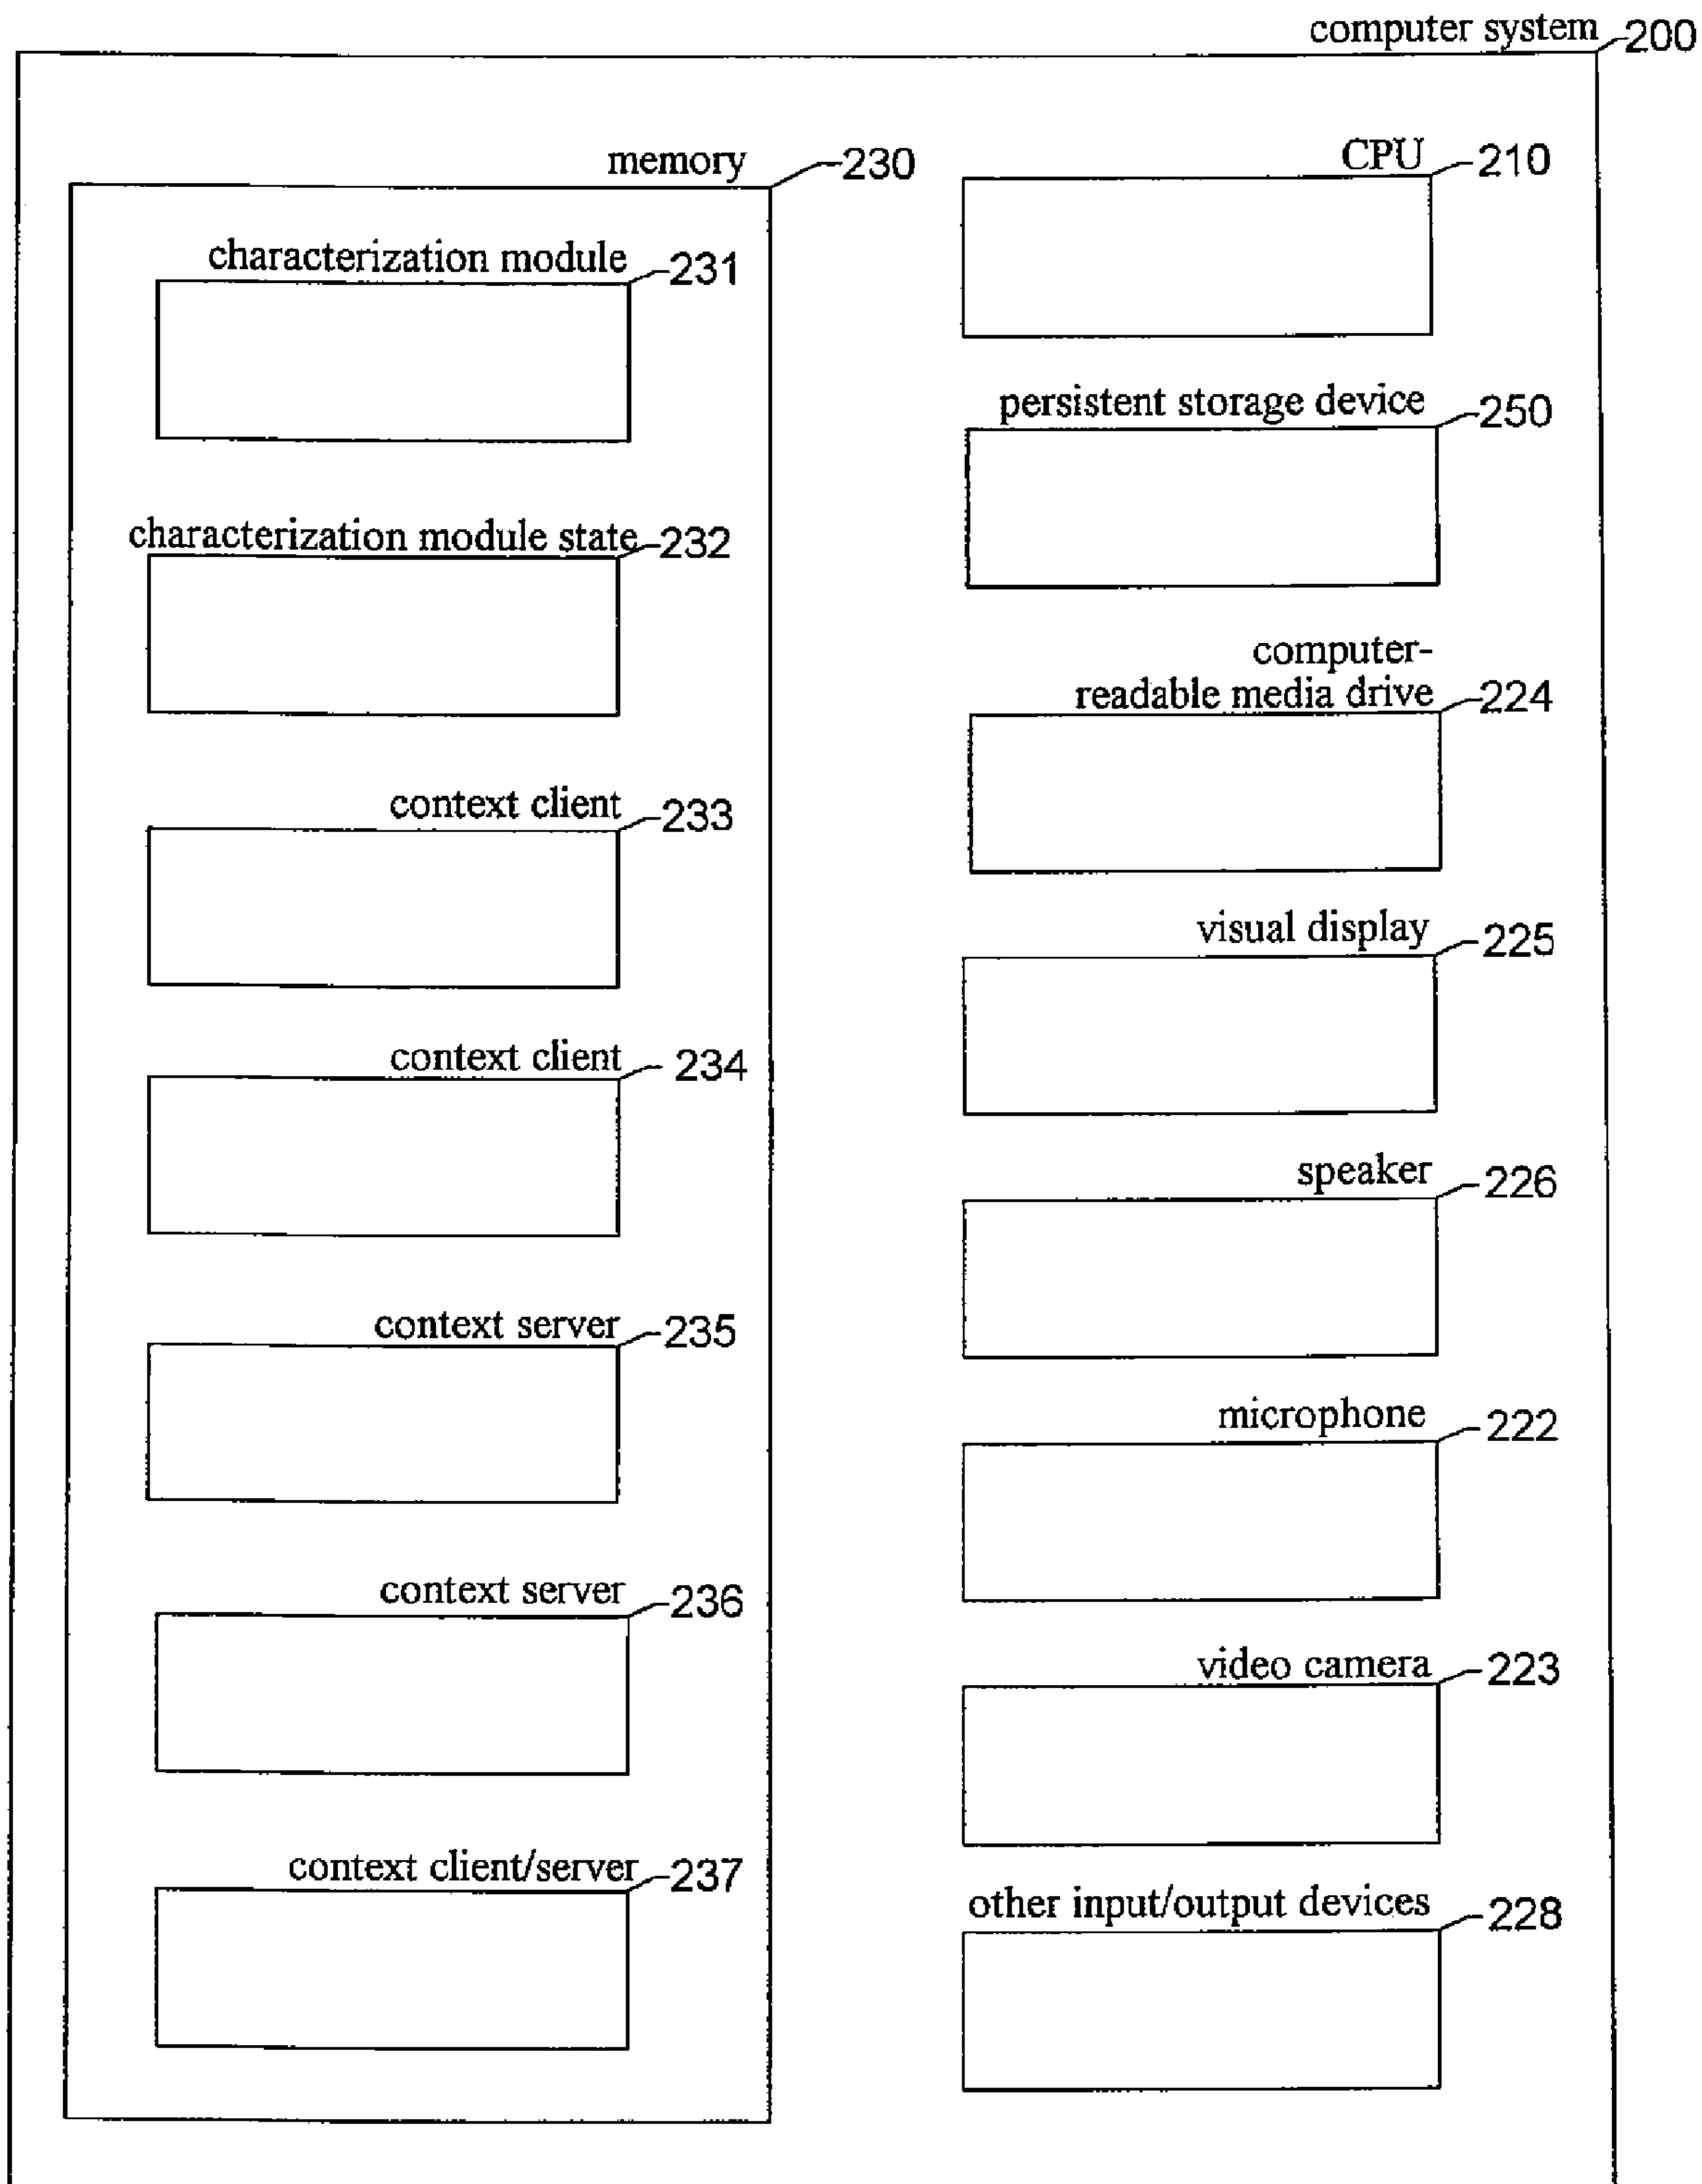 computer system 200
memory 230
characterization module 231
characterization module state 232
context client 233
context client 234
context server 235
context server 236
context client/server 237
CPU 210
persistent storage device 250
computer-
readable media drive 224
visual display 225
speaker 226
microphone 222
video camera 223
other input/output devices 228